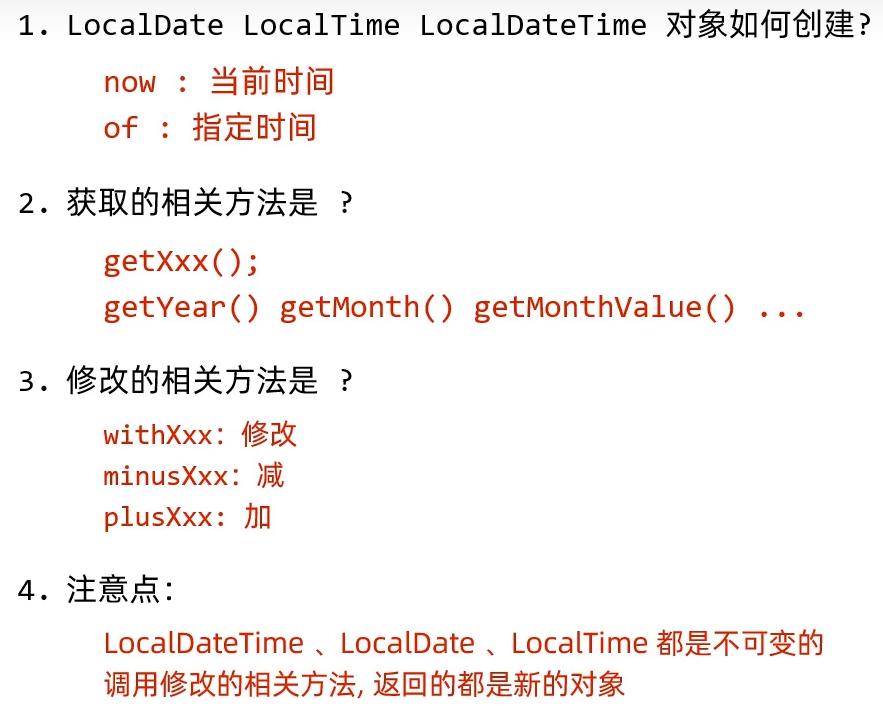 1. LocalDate LocalTime LocalDateTime 对象如何创建?
now : 当前时间
of : 指定时间
2. 获取的相关方法是 ?
getXxx();
getYear() getMonth() getMonthValue() ...
3. 修改的相关方法是 ?
withXxx: 修改
minusXxx: 减
plusXxx: 加
4. 注意点:
LocalDateTime 、LocalDate 、LocalTime 都是不可变的
调用修改的相关方法, 返回的都是新的对象